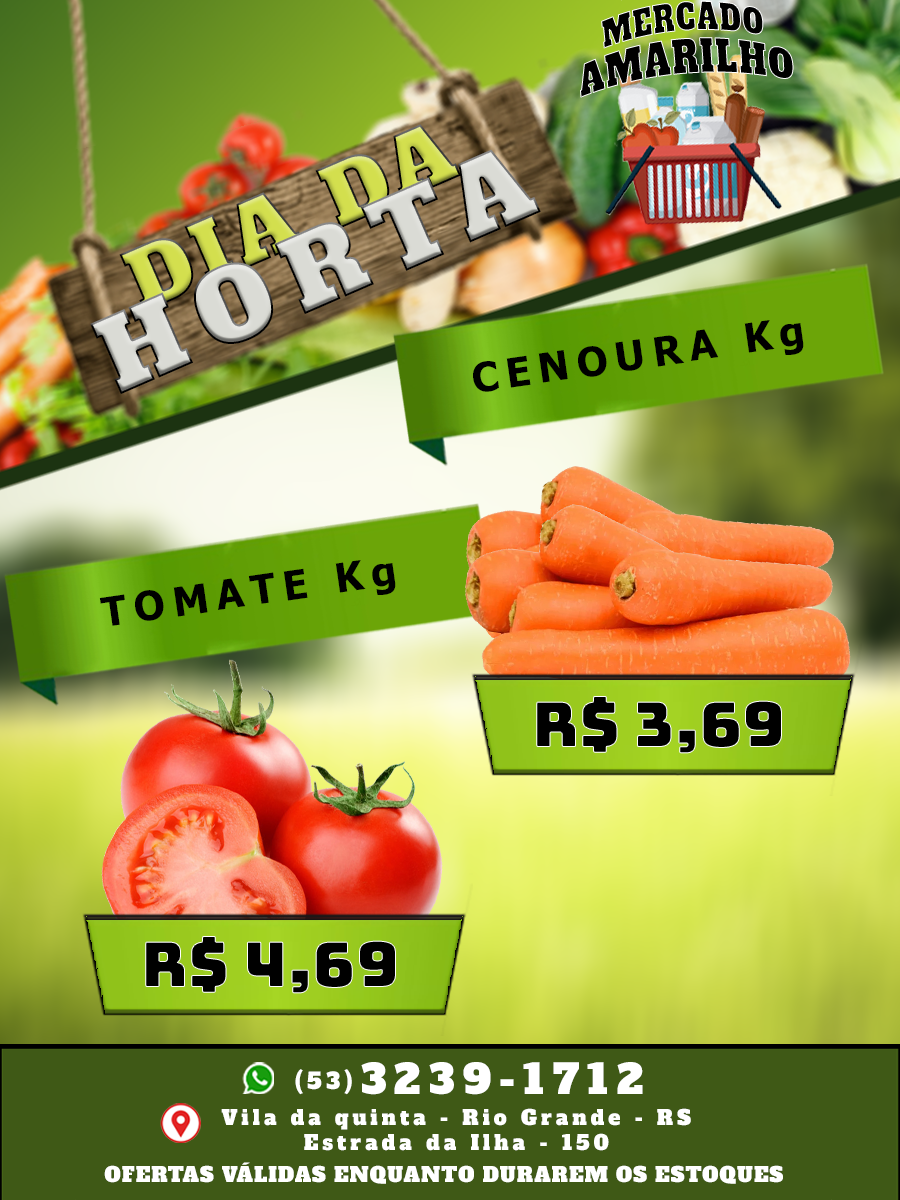 MERCADO
AMARILHO
DIA DA
HORTA
CENOURA Kg
TOMATE Kg
R$ 3,69
R$ 4,69
(53) 3239-1712
Vila da quinta - Rio Grande - RS
Estrada da Ilha - 150
OFERTAS VÁLIDAS ENQUANTO DURAREM OS ESTOQUES